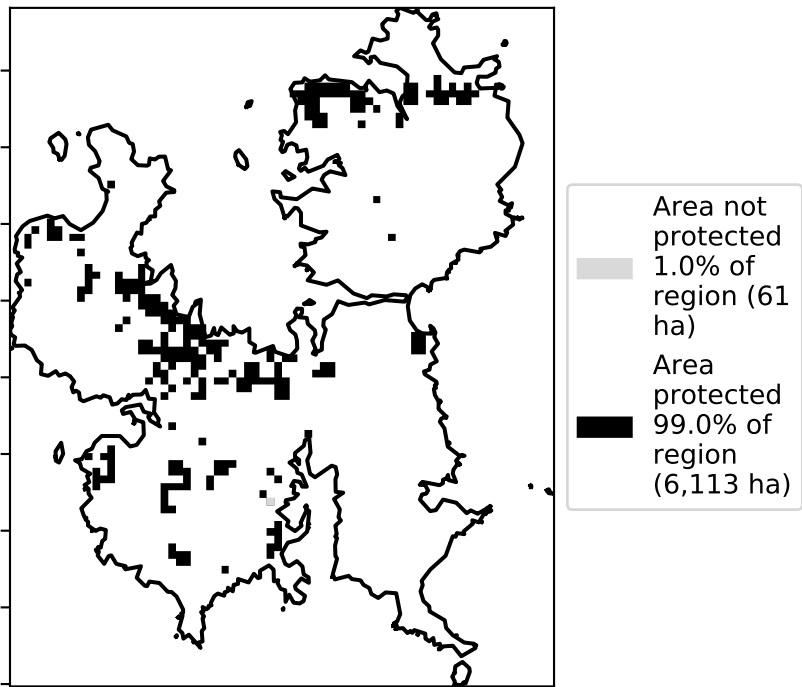 Area not
protected
1.0% of
region (61
ha)
Area
protected
99.0% of
region
(6,113 ha)